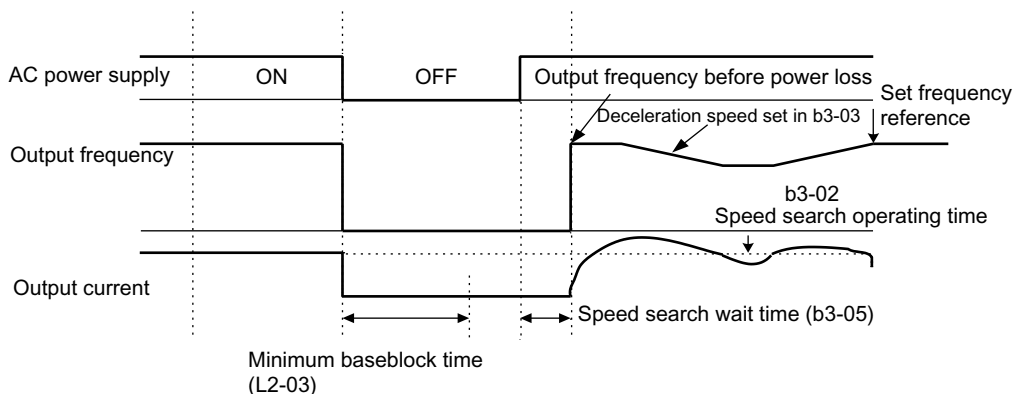 AC power supply
ON
OFF
Output frequency before power loss
Set frequency
reference
Deceleration speed set in b3-03
Output frequency
b3-02
Speed search operating time
Output current
Speed search wait time (b3-05)
Minimum baseblock time
(L2-03)